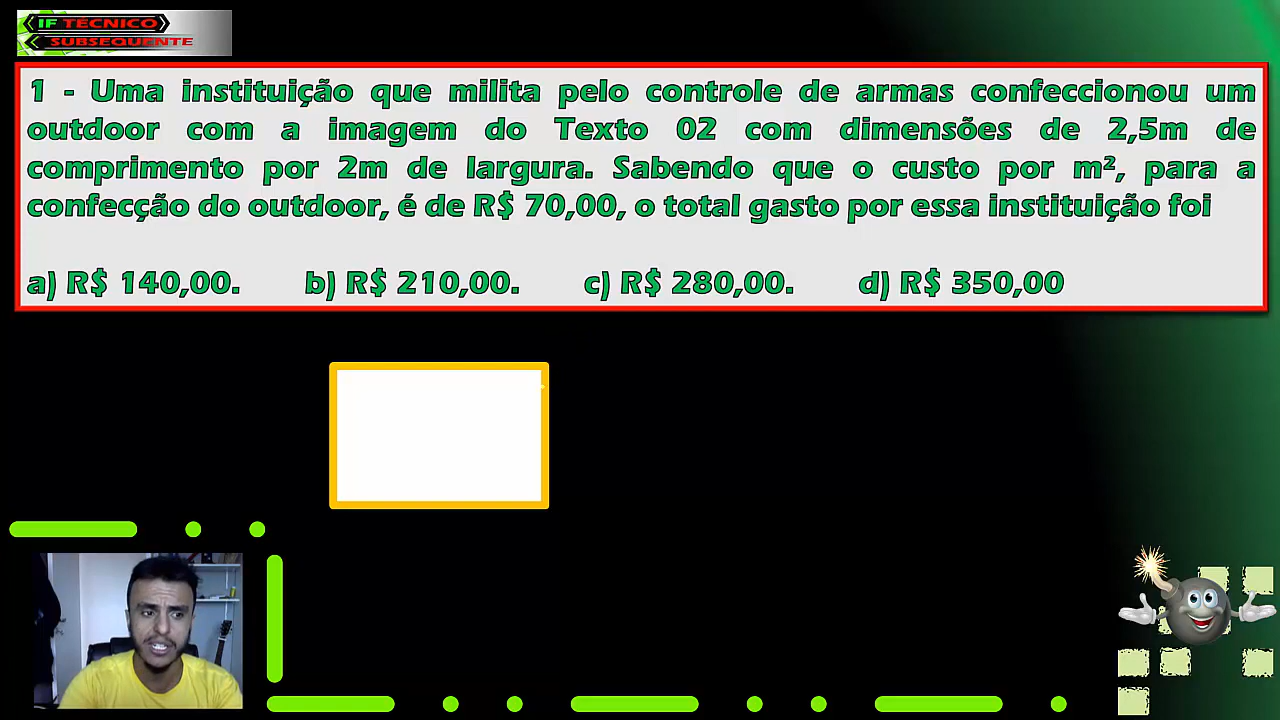 IF TÉCNICO
SUBSEQUENTE
1 - Uma instituição que milita pelo controle de armas confeccionou um
outdoor com a imagem do Texto 02 com dimensões de 2,5m de
comprimento por 2m de largura. Sabendo que o custo por m², para a
confecção do outdoor, é de R$ 70,00, o total gasto por essa instituição foi
a) R$ 140,00. b) R$ 210,00. c) R$ 280,00. d) R$ 350,00